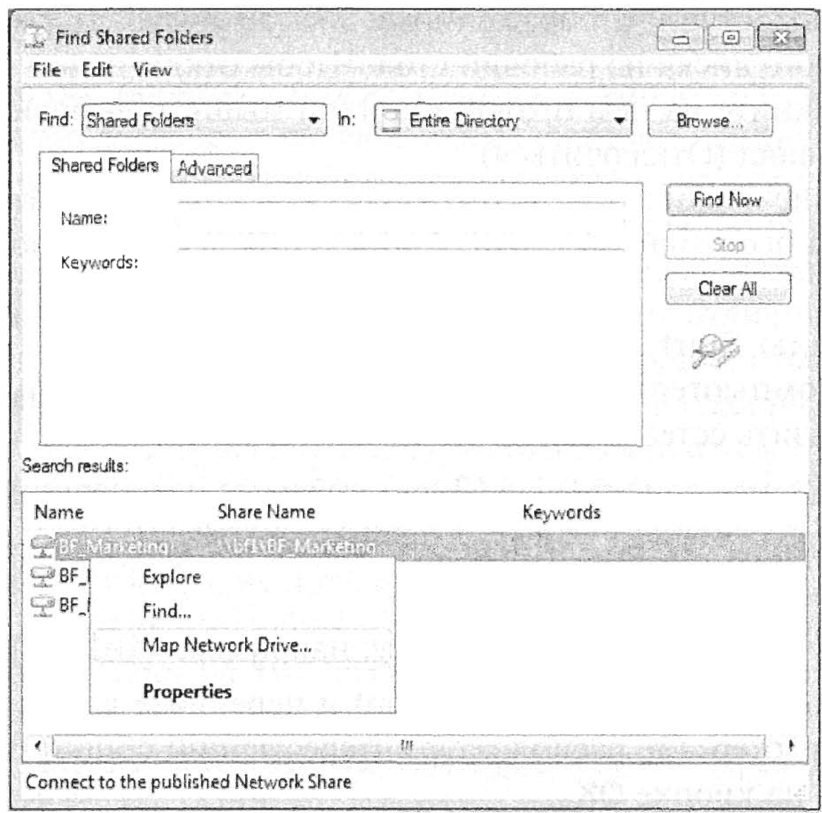 Find Shared Folders
File Edit View
Find: Shared Folders In: Entire Directory Browse...
Shared Folders Advanced
Name:
Keywords:
Find Now
Stop
Clear All
Search results:
Name Share Name Keywords
BF_Marketing \\bf1\BF_Marketing
BF_
BF_
Explore
Find...
Map Network Drive...
Properties
Connect to the published Network Share